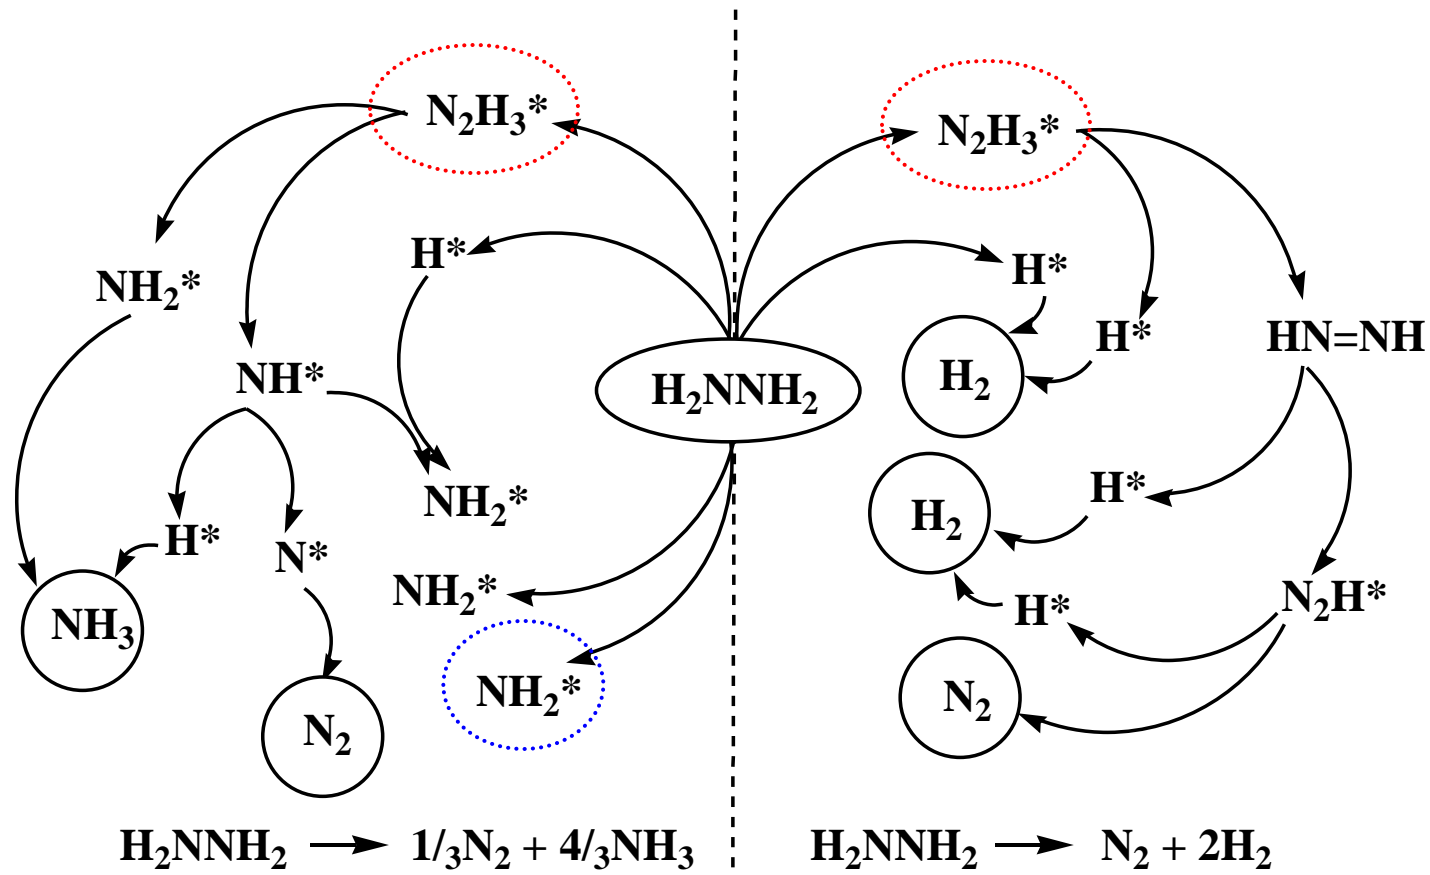 N₂H₃*
N₂H₃*
H*
H*
NH₂*
H*
HN=NH
NH*
H₂
H₂NNH₂
NH₂*
H*
H₂
H*
N*
NH₂*
N₂H*
H*
NH₃
NH₂*
N₂
N₂
H₂NNH₂ → 1/₃N₂ + 4/₃NH₃
H₂NNH₂ → N₂ + 2H₂